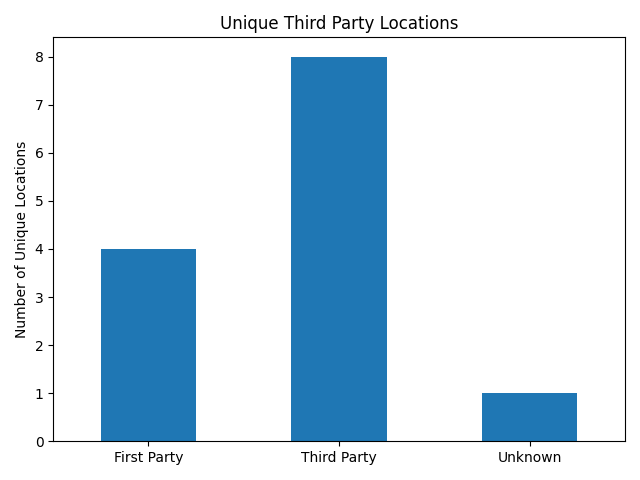 Unique Third Party Locations
Number of Unique Locations
8
7
6
5
4
3
2
1
0
First Party
Third Party
Unknown